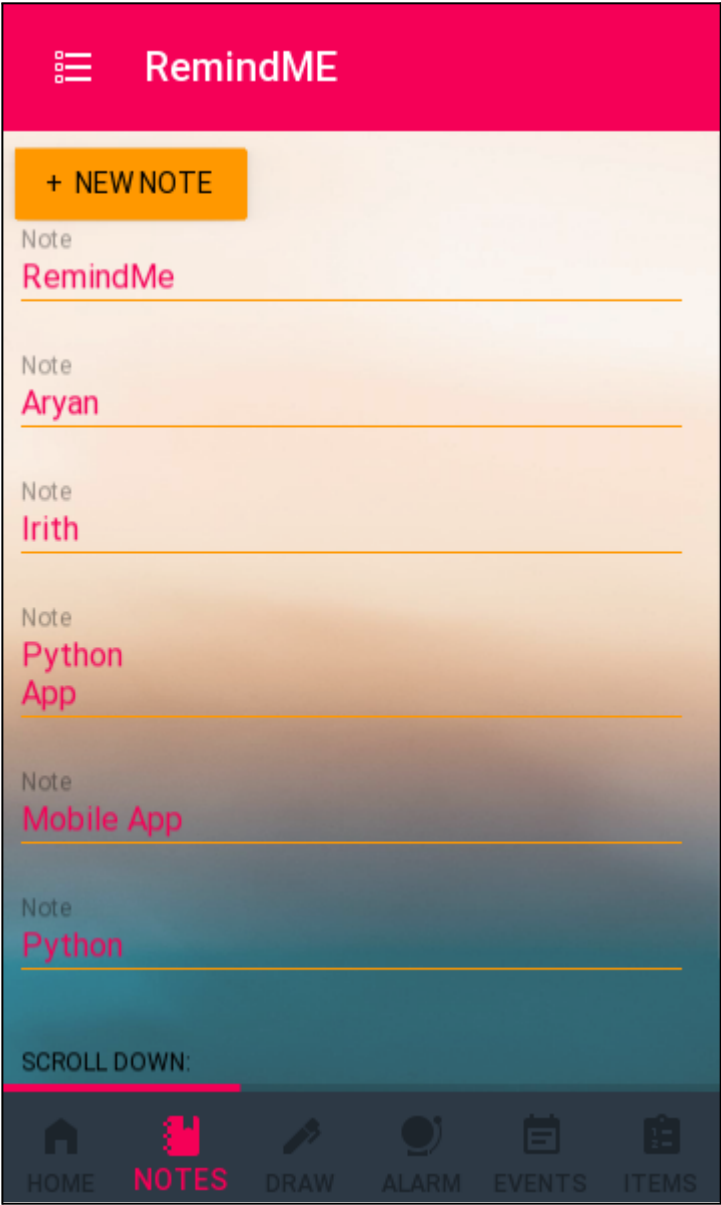 RemindME
+ NEW NOTE
Note
RemindMe
Note
Aryan
Note
Irith
Note
Python
App
Note
Mobile App
Note
Python
SCROLL DOWN:
HOME NOTES DRAW ALARM EVENTS ITEMS